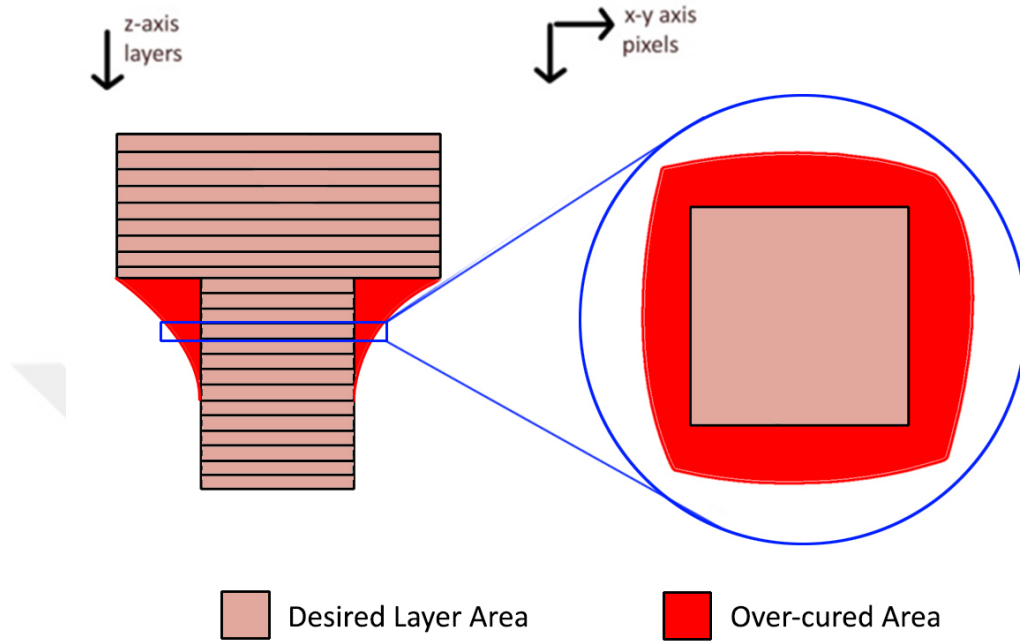 z-axis
layers
x-y axis
pixels
Desired Layer Area
Over-cured Area